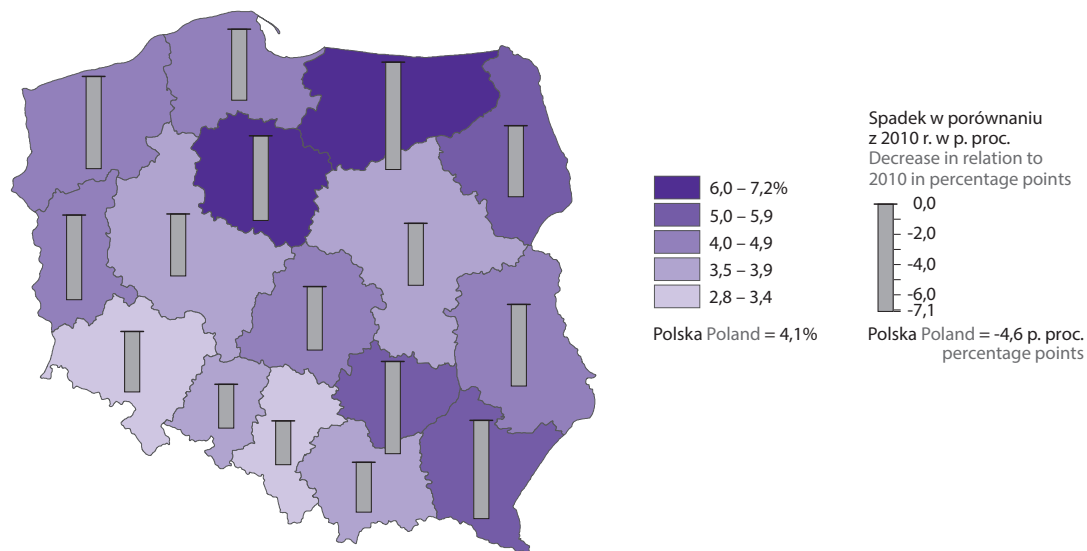 6,0 – 7,2%
5,0 – 5,9
4,0 – 4,9
3,5 – 3,9
2,8 – 3,4
Polska Poland = 4,1%
Spadek w porównaniu
z 2010 r. w p. proc.
Decrease in relation to
2010 in percentage points
0,0
-2,0
-4,0
-6,0
-7,1
Polska Poland = -4,6 p. proc.
percentage points